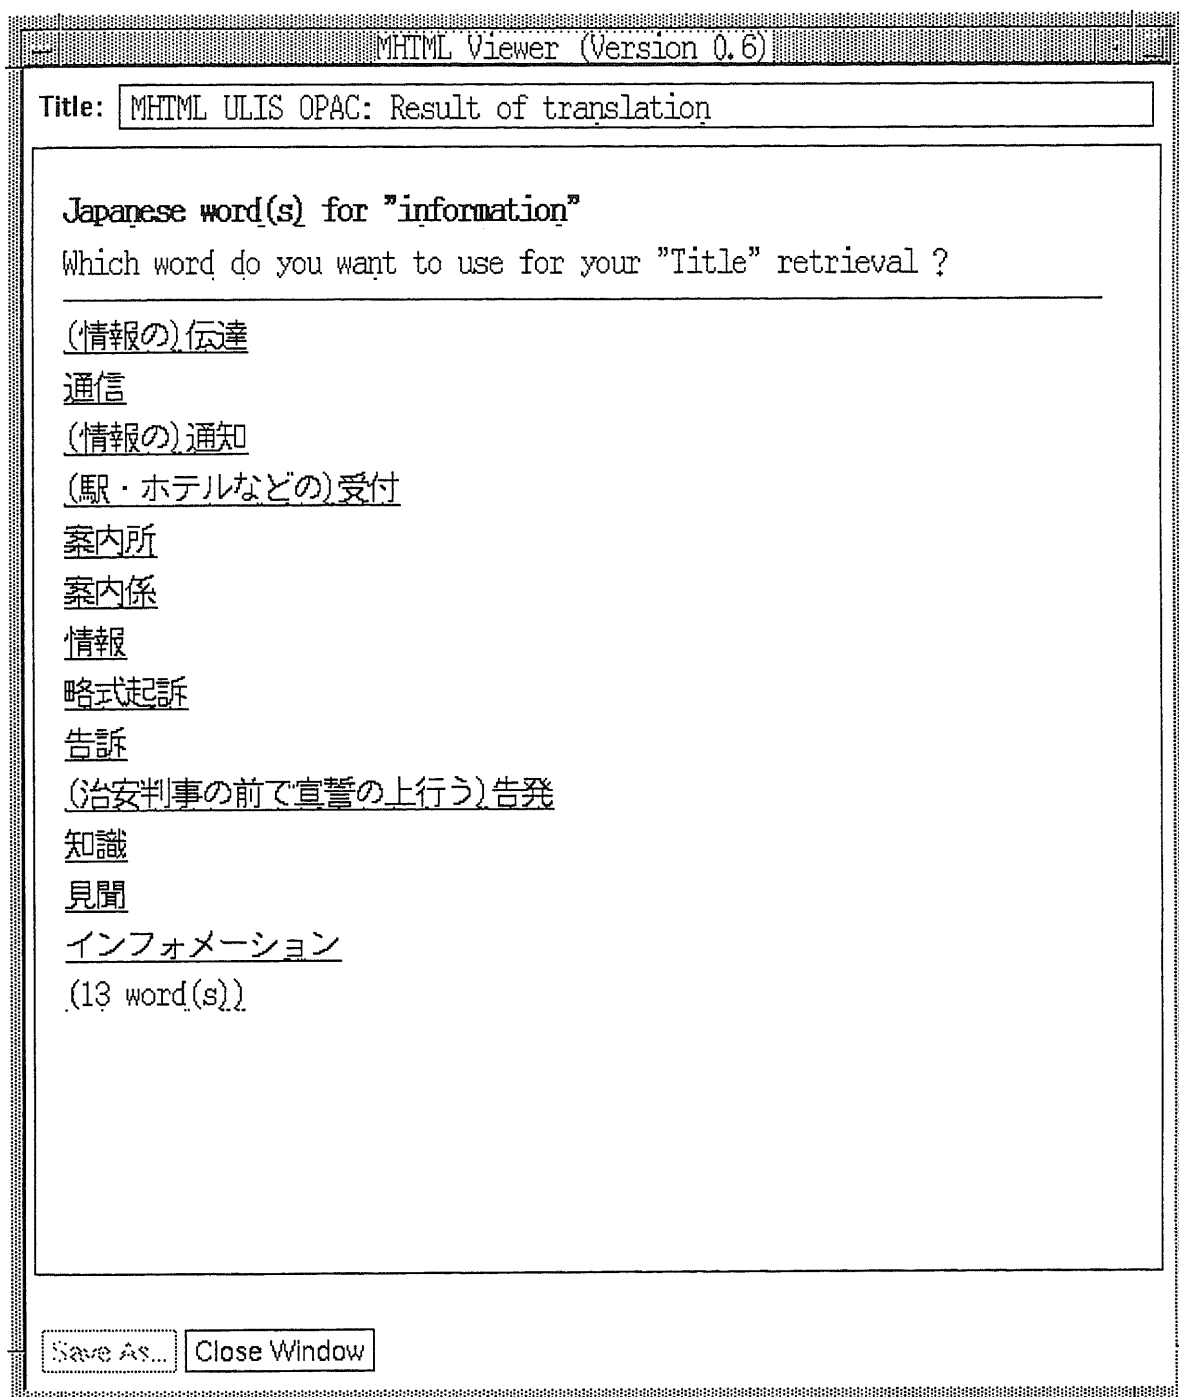 MHTML Viewer (Version 0.6)
Title: MHTML ULIS OPAC: Result of translation
Japanese word(s) for "information"
Which word do you want to use for your "Title" retrieval ?
(情報の)伝達
通信
(情報の)通知
(駅・ホテルなどの)受付
案内所
案内係
情報
略式起訴
告訴
(治安判事の前で宣誓の上行う)告発
知識
見聞
インフォメーション
(13 word(s))
Save As... Close Window